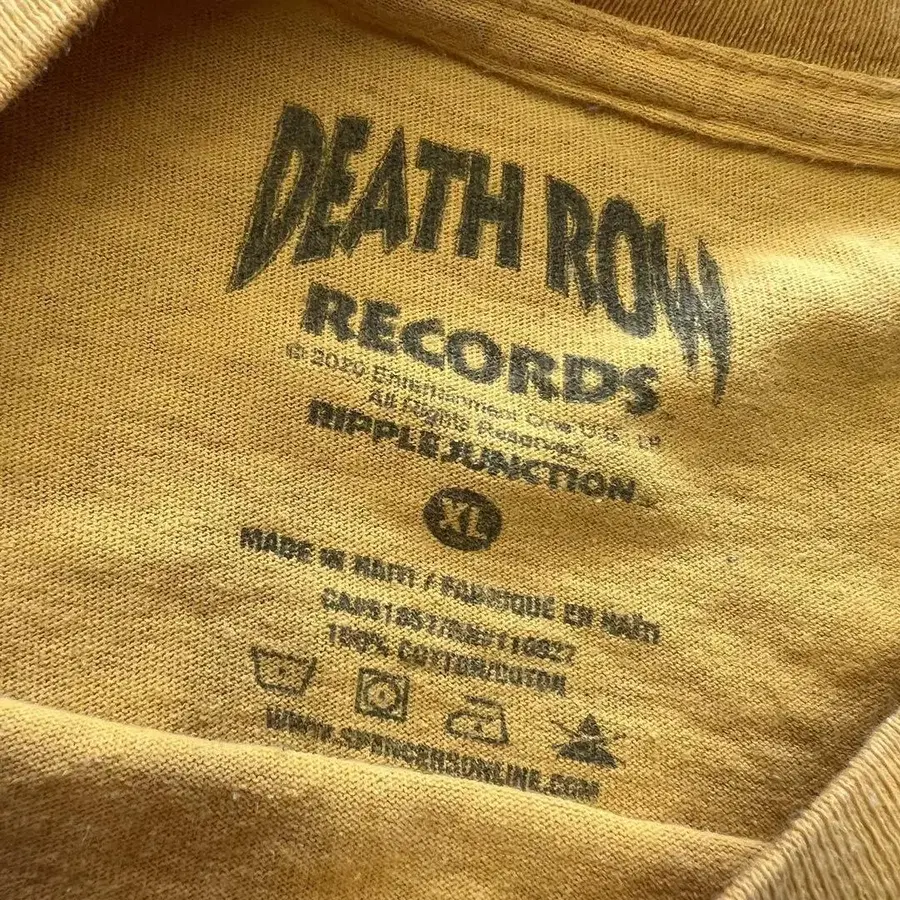 DEATH ROW
RECORDS
© 2020 Entertainment One U.S., LP
All Rights Reserved.
RIPPLE JUNCTION
XL
MADE IN HAITI / FABRIQUÉ EN HAÏTI
100% COTTON/COTON
WWW.SPENCERSONLINE.COM